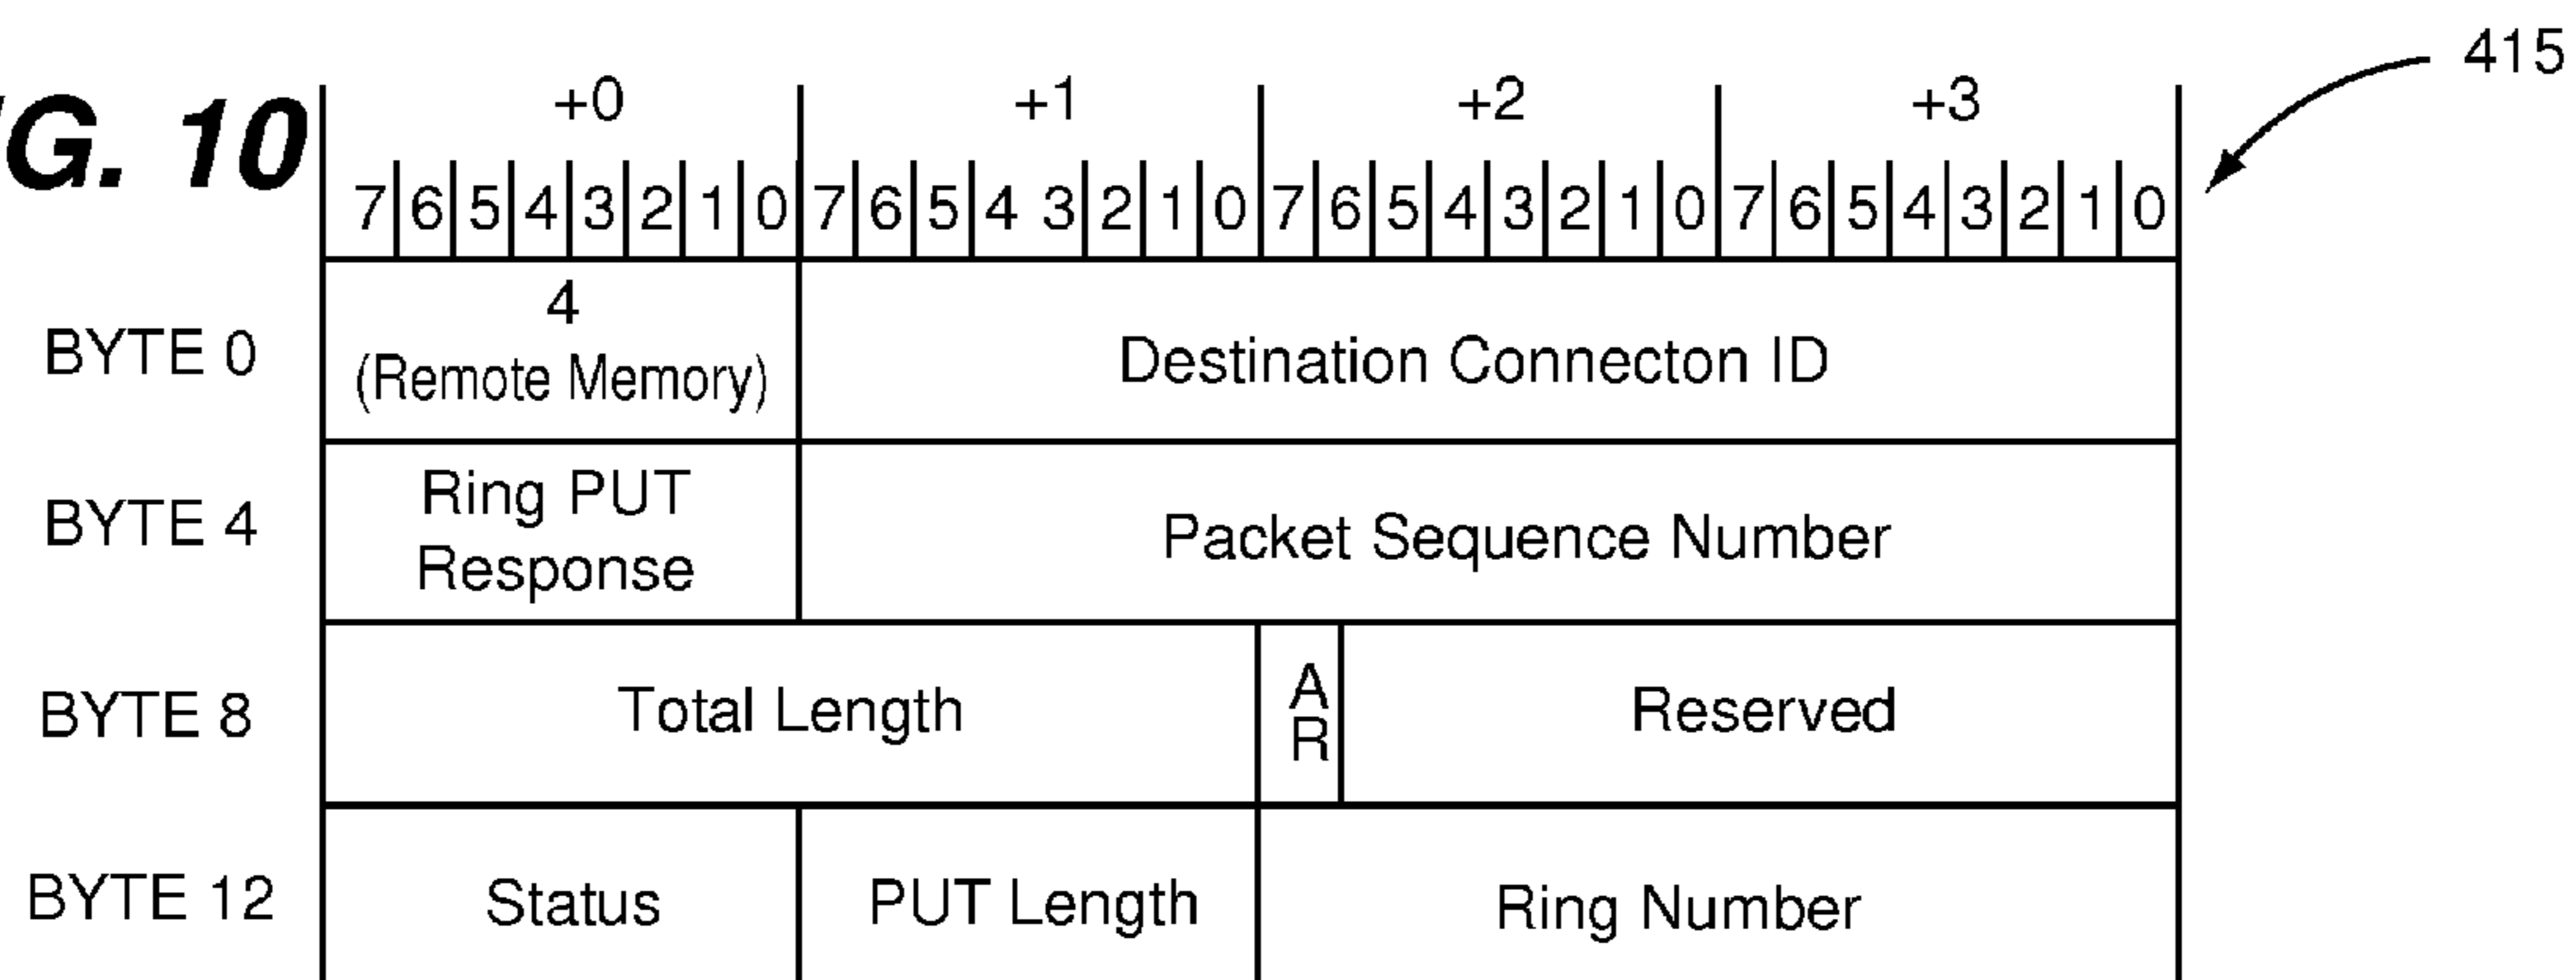 415
+0 +1 +2 +3
G. 10
7 6 5 4 3 2 1 0 7 6 5 4 3 2 1 0 7 6 5 4 3 2 1 0 7 6 5 4 3 2 1 0
4
BYTE 0 (Remote Memory) Destination Connecton ID
Ring PUT
BYTE 4 Packet Sequence Number
Response
BYTE 8 Total Length A Reserved
R
BYTE 12 Status PUT Length Ring Number